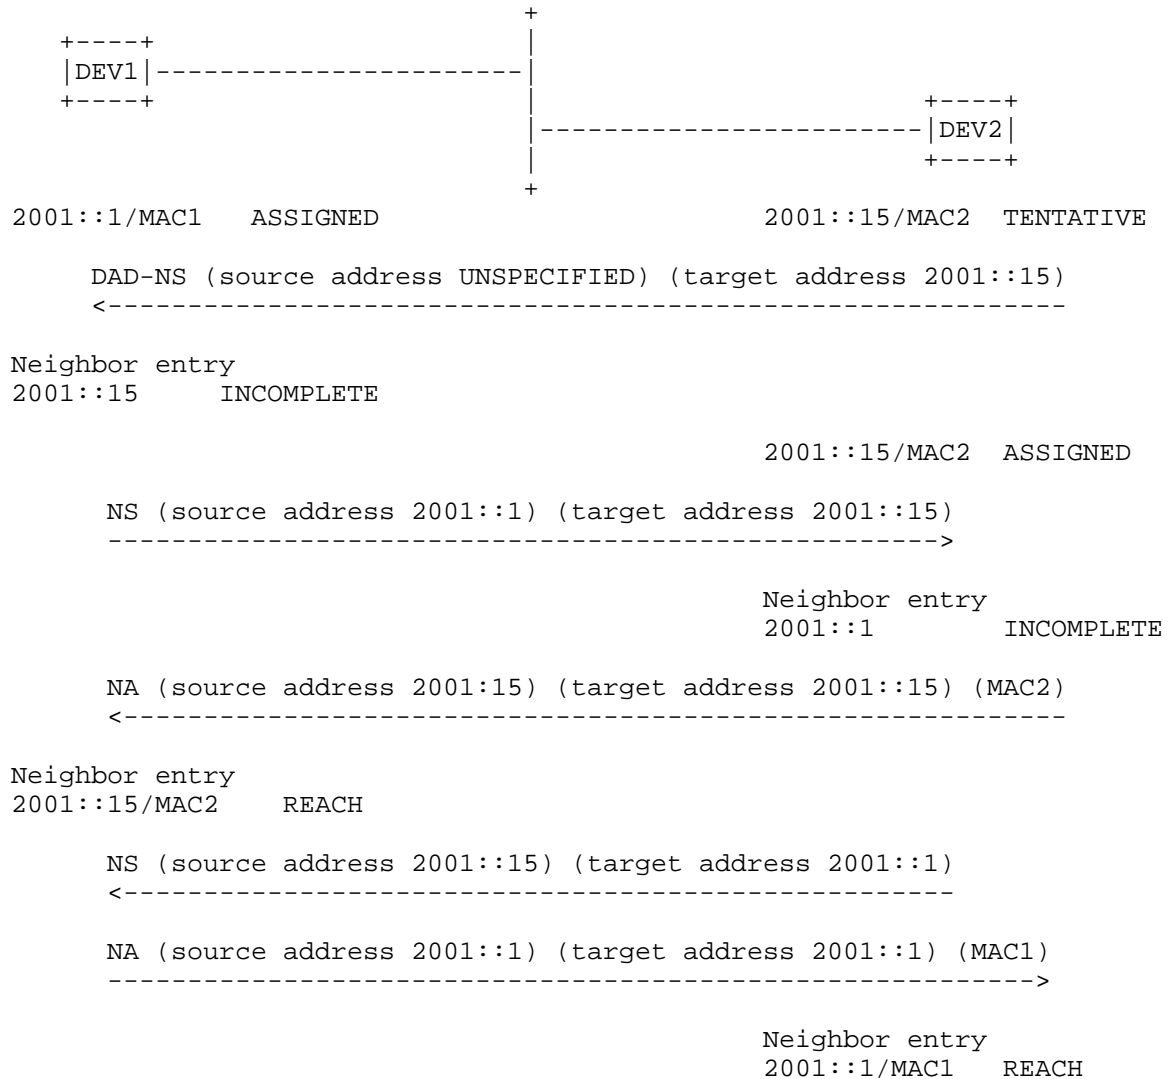 DEV1
DEV2
2001::1/MAC1 ASSIGNED 2001::15/MAC2 TENTATIVE
DAD-NS (source address UNSPECIFIED) (target address 2001::15)
Neighbor entry
2001::15 INCOMPLETE
2001::15/MAC2 ASSIGNED
NS (source address 2001::1) (target address 2001::15)
Neighbor entry
2001::1 INCOMPLETE
NA (source address 2001:15) (target address 2001::15) (MAC2)
Neighbor entry
2001::15/MAC2 REACH
NS (source address 2001::15) (target address 2001::1)
NA (source address 2001::1) (target address 2001::1) (MAC1)
Neighbor entry
2001::1/MAC1 REACH